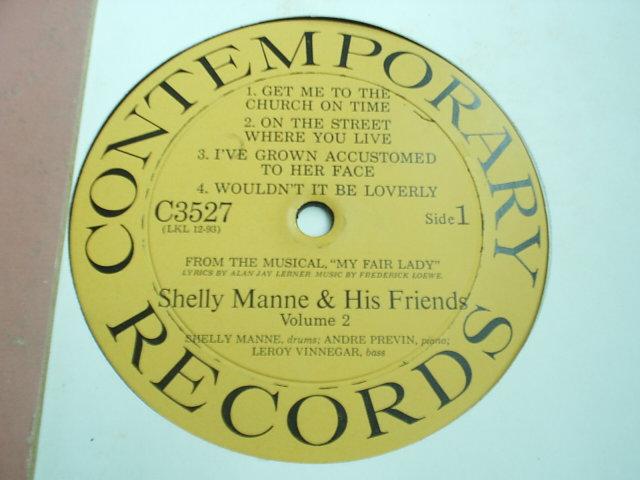 CONTEMPORARY RECORDS
1. GET ME TO THE
CHURCH ON TIME
2. ON THE STREET
WHERE YOU LIVE
3. I'VE GROWN ACCUSTOMED
TO HER FACE
4. WOULDN'T IT BE LOVERLY
C3527
Side 1
(LKL 12-93)
FROM THE MUSICAL, "MY FAIR LADY"
LYRICS BY ALAN JAY LERNER MUSIC BY FREDERICK LOEWE.
Shelly Manne & His Friends
Volume 2
SHELLY MANNE, drums; ANDRE PREVIN, piano;
LEROY VINNEGAR, bass